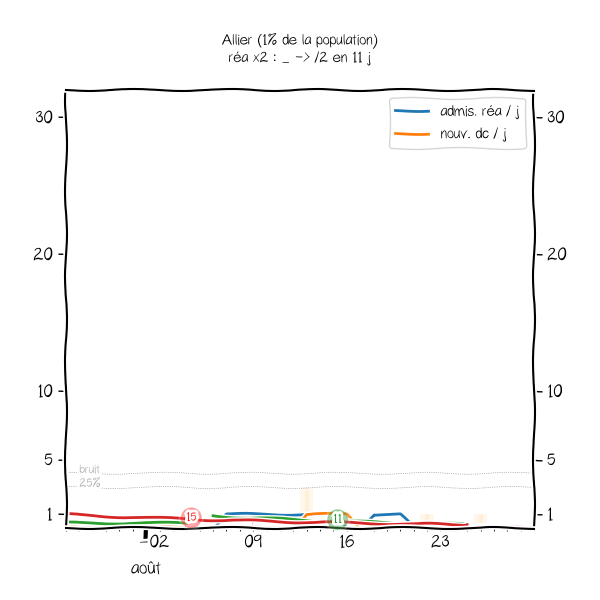 Allier (1% de la population)
réa x2 : _ -> /2 en 11 j
admis. réa / j
nouv. dc / j
30
30
20
20
10
10
5
5
bruit
25%
1
1
15
11
02
09
16
23
août